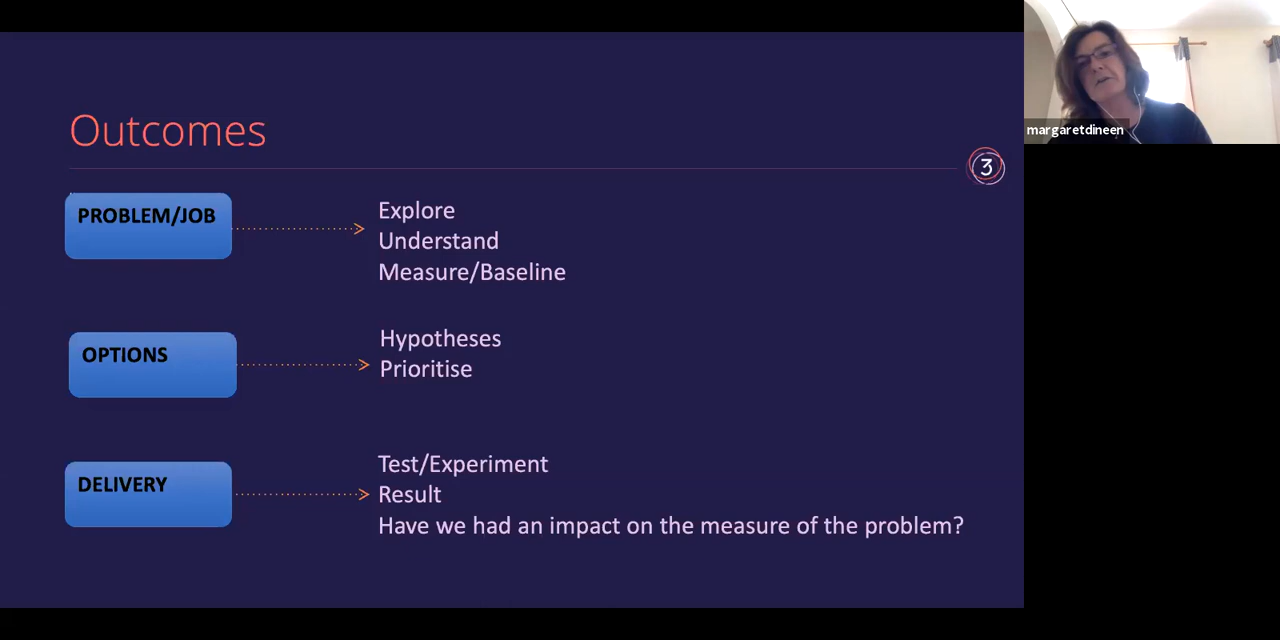 Outcomes
3
PROBLEM/JOB
Explore
Understand
Measure/Baseline
OPTIONS
Hypotheses
Prioritise
DELIVERY
Test/Experiment
Result
Have we had an impact on the measure of the problem?
margaretdineen